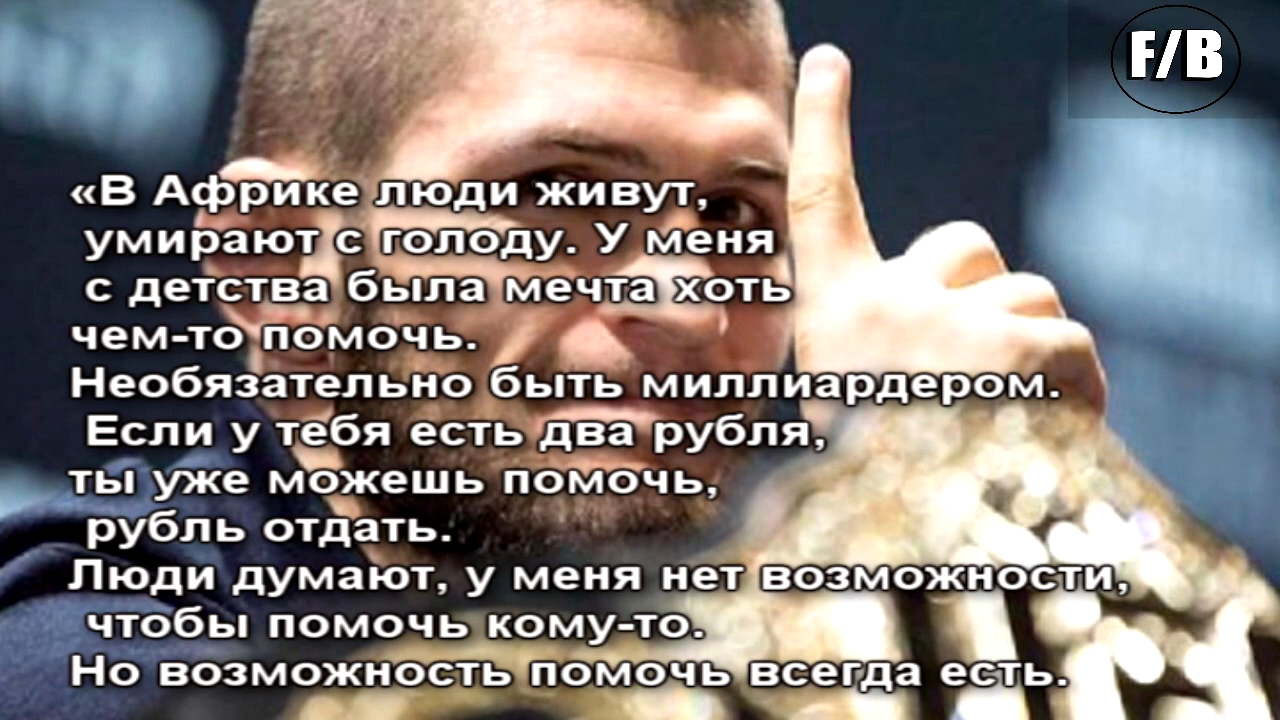 F/B
«В Африке люди живут,
умирают с голоду. У меня
с детства была мечта хоть
чем-то помочь.
Необязательно быть миллиардером.
Если у тебя есть два рубля,
ты уже можешь помочь,
рубль отдать.
Люди думают, у меня нет возможности,
чтобы помочь кому-то.
Но возможность помочь всегда есть.